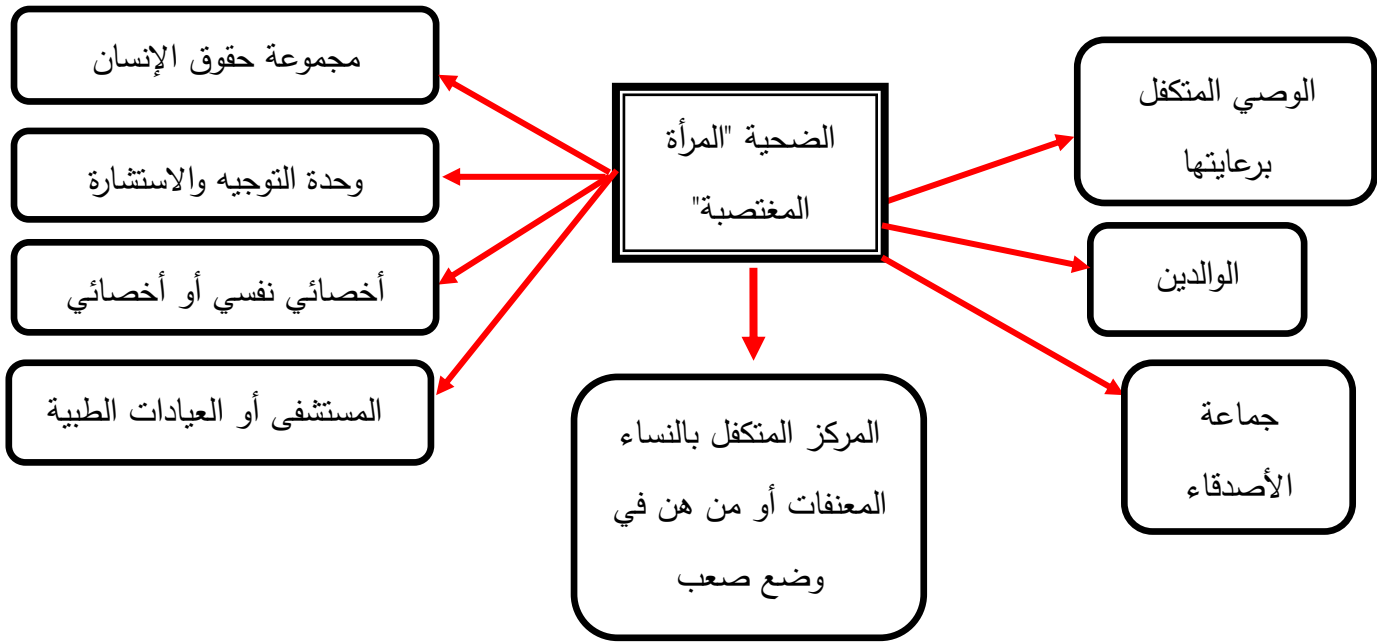 مجموعة حقوق الإنسان
وحدة التوجيه والاستشارة
أخصائي نفسي أو أخصائي
المستشفى أو العيادات الطبية
الضحية "المرأة
المغتصبة"
المركز المتكفل بالنساء
المعنفات أو من هن في
وضع صعب
الوصي المتكفل
برعايتها
الوالدين
جماعة
الأصدقاء